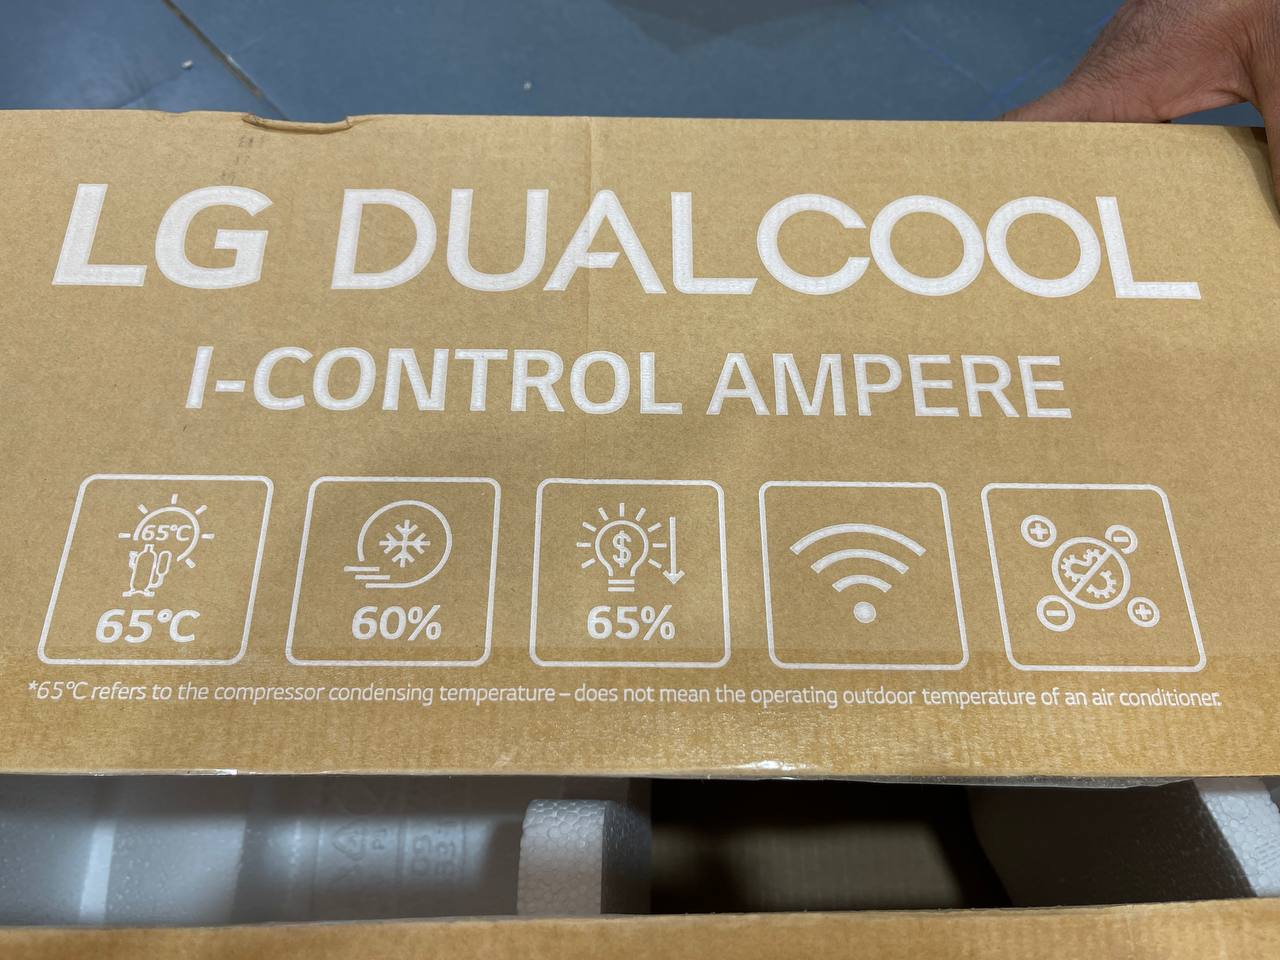 LG DUALCOOL
I-CONTROL AMPERE
65°C
$
65°C 60% 65%
*65°C refers to the compressor condensing temperature – does not mean the operating outdoor temperature of an air conditioner.